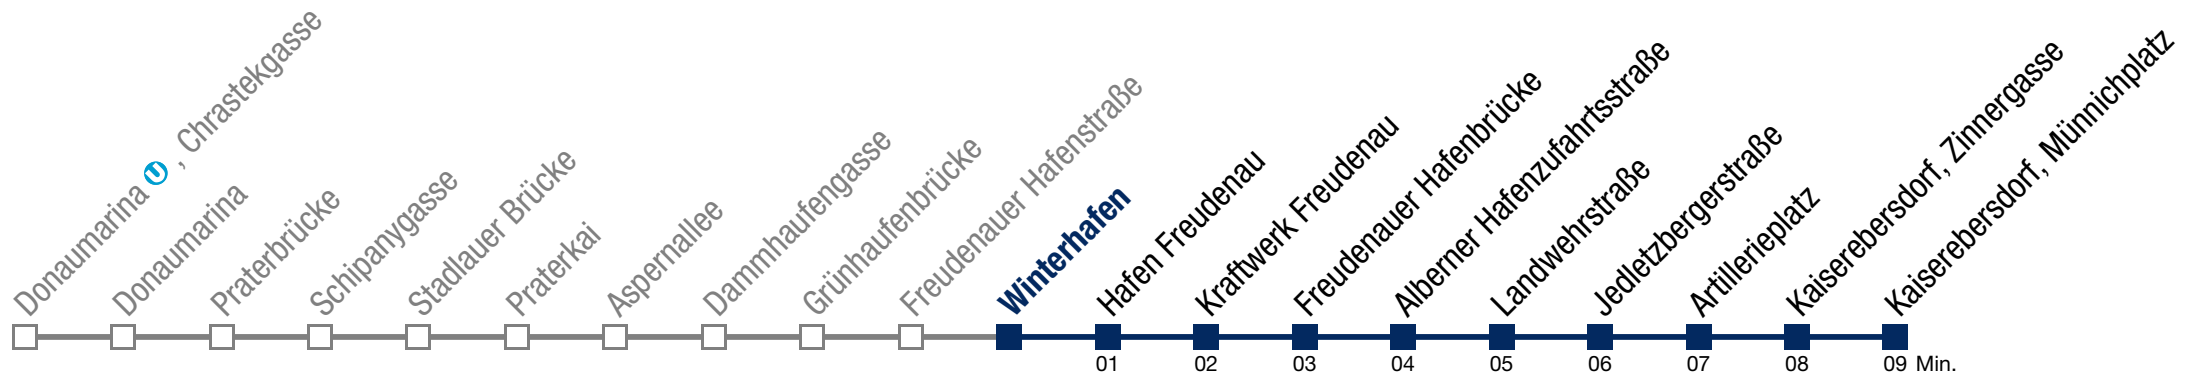 Donaumarina U, Chrastekgasse
Donaumarina
Praterbrücke
Schipanygasse
Stadlauer Brücke
Praterkai
Aspernallee
Dammhaufengasse
Grünhaufenbrücke
Freudenauer Hafenstraße
Winterhafen
Hafen Freudenau
Kraftwerk Freudenau
Freudenauer Hafenbrücke
Alberner Hafenzufahrtsstraße
Landwehrstraße
Jedletzbergerstraße
Artillerieplatz
Kaiserebersdorf, Zinnergasse
Kaiserebersdorf, Münnichplatz
01 02 03 04 05 06 07 08 09 Min.